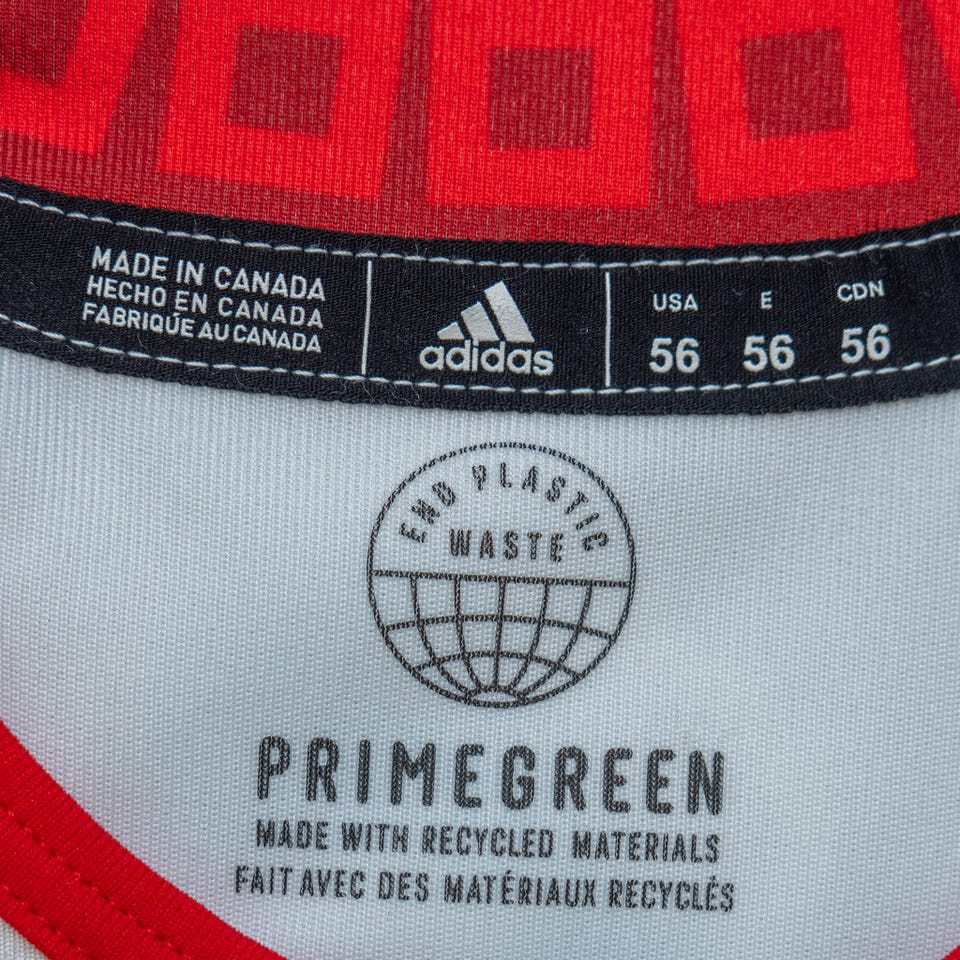 MADE IN CANADA
HECHO EN CANADA
FABRIQUÉ AU CANADA
adidas
USA E CDN
56 56 56
END PLASTIC
WASTE
PRIMEGREEN
MADE WITH RECYCLED MATERIALS
FAIT AVEC DES MATÉRIAUX RECYCLÉS